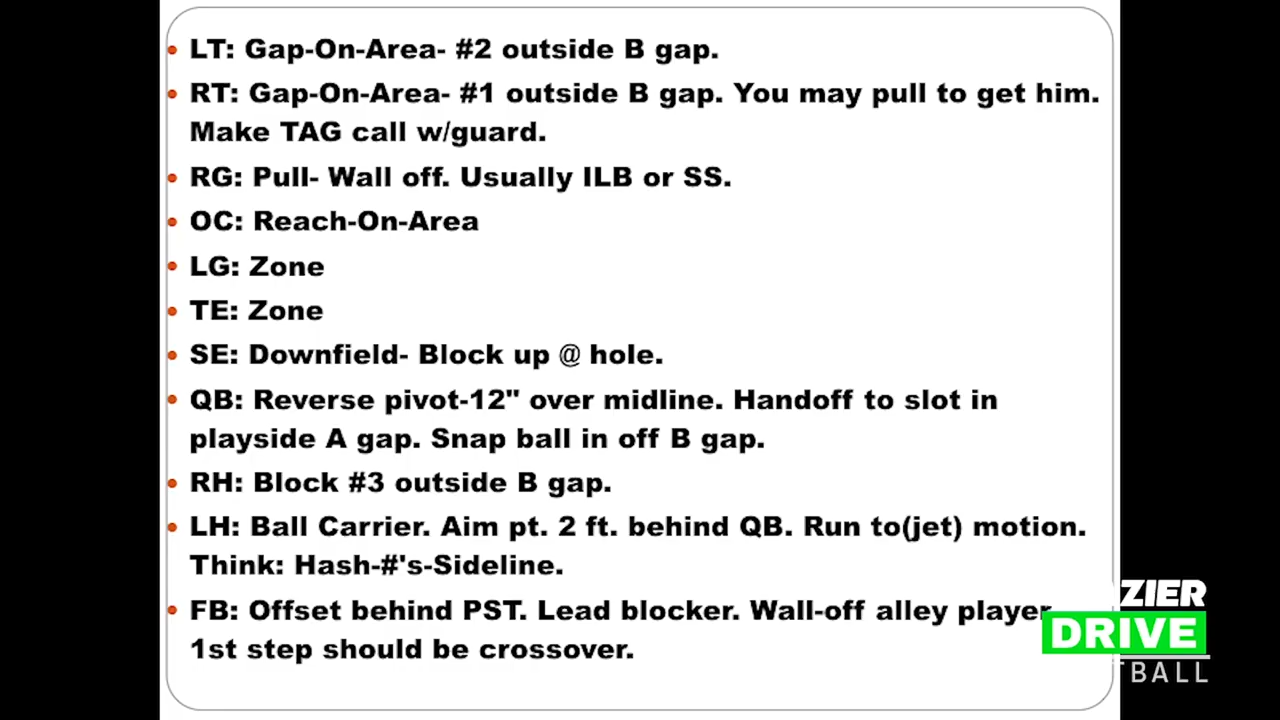 • LT: Gap-On-Area- #2 outside B gap.
• RT: Gap-On-Area- #1 outside B gap. You may pull to get him.
Make TAG call w/guard.
• RG: Pull- Wall off. Usually ILB or SS.
• OC: Reach-On-Area
• LG: Zone
• TE: Zone
• SE: Downfield- Block up @ hole.
• QB: Reverse pivot-12" over midline. Handoff to slot in
playside A gap. Snap ball in off B gap.
• RH: Block #3 outside B gap.
• LH: Ball Carrier. Aim pt. 2 ft. behind QB. Run to(jet) motion.
Think: Hash-#'s-Sideline.
• FB: Offset behind PST. Lead blocker. Wall-off alley player
1st step should be crossover.
ZIER
DRIVE
TBALL